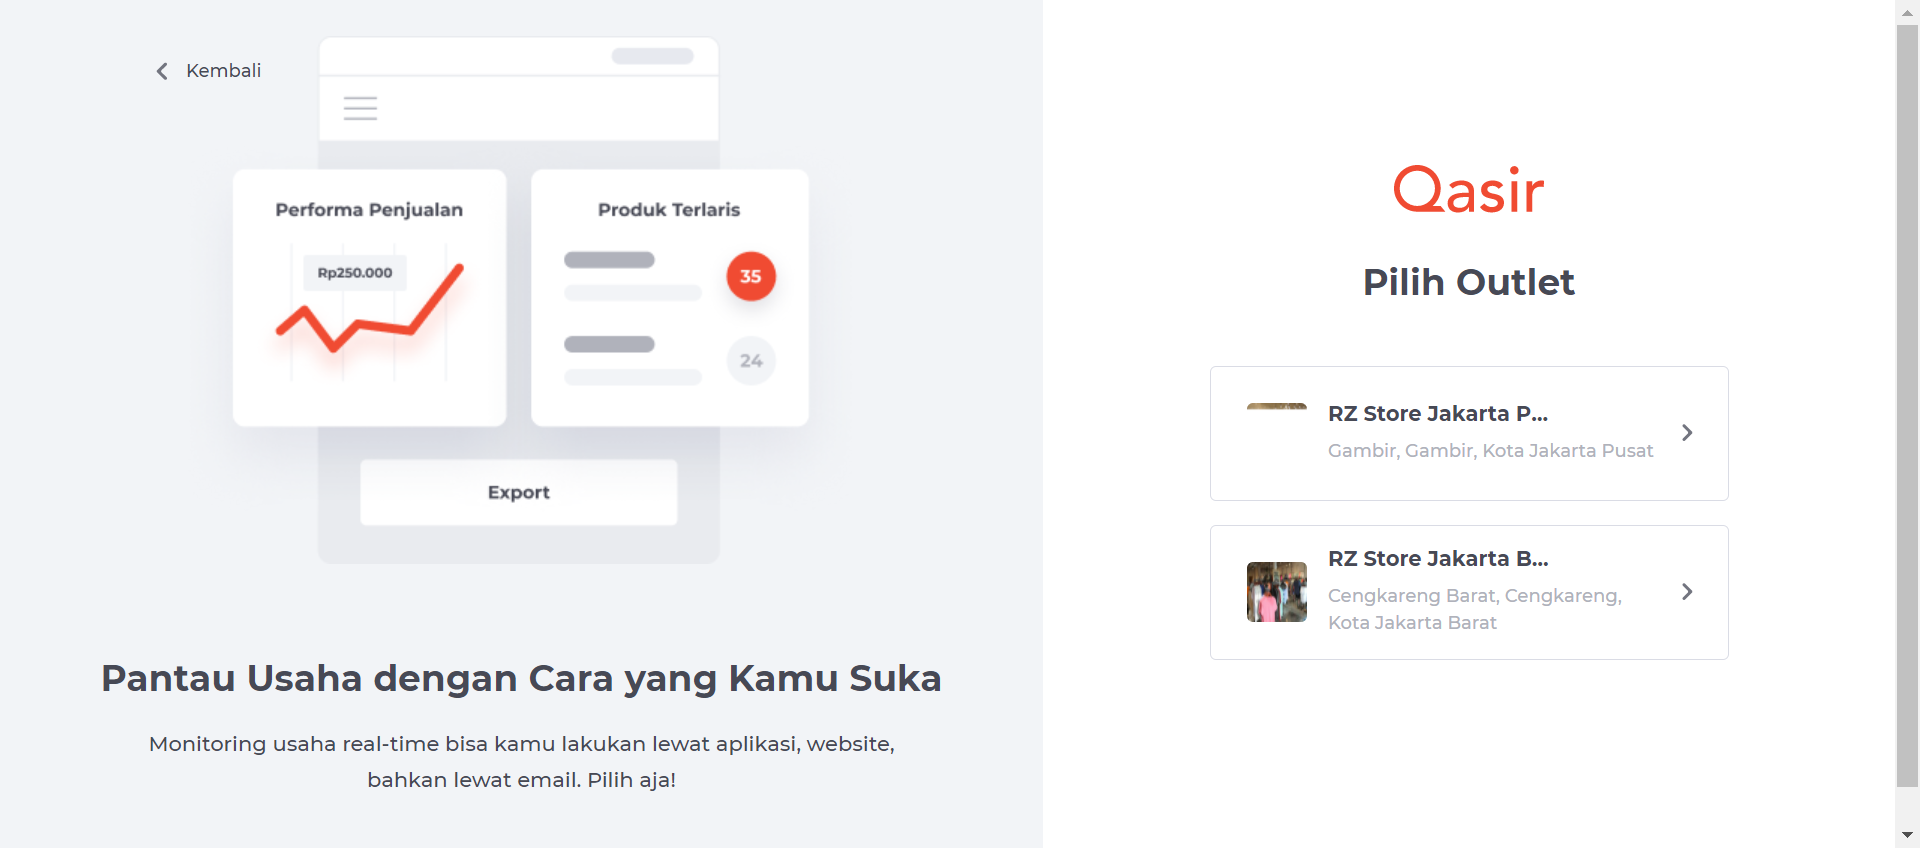 Kembali
Performa Penjualan
Rp250.000
Produk Terlaris
35
24
Export
Pantau Usaha dengan Cara yang Kamu Suka
Monitoring usaha real-time bisa kamu lakukan lewat aplikasi, website,
bahkan lewat email. Pilih aja!
Qasir
Pilih Outlet
RZ Store Jakarta P...
Gambir, Gambir, Kota Jakarta Pusat
RZ Store Jakarta B...
Cengkareng Barat, Cengkareng,
Kota Jakarta Barat